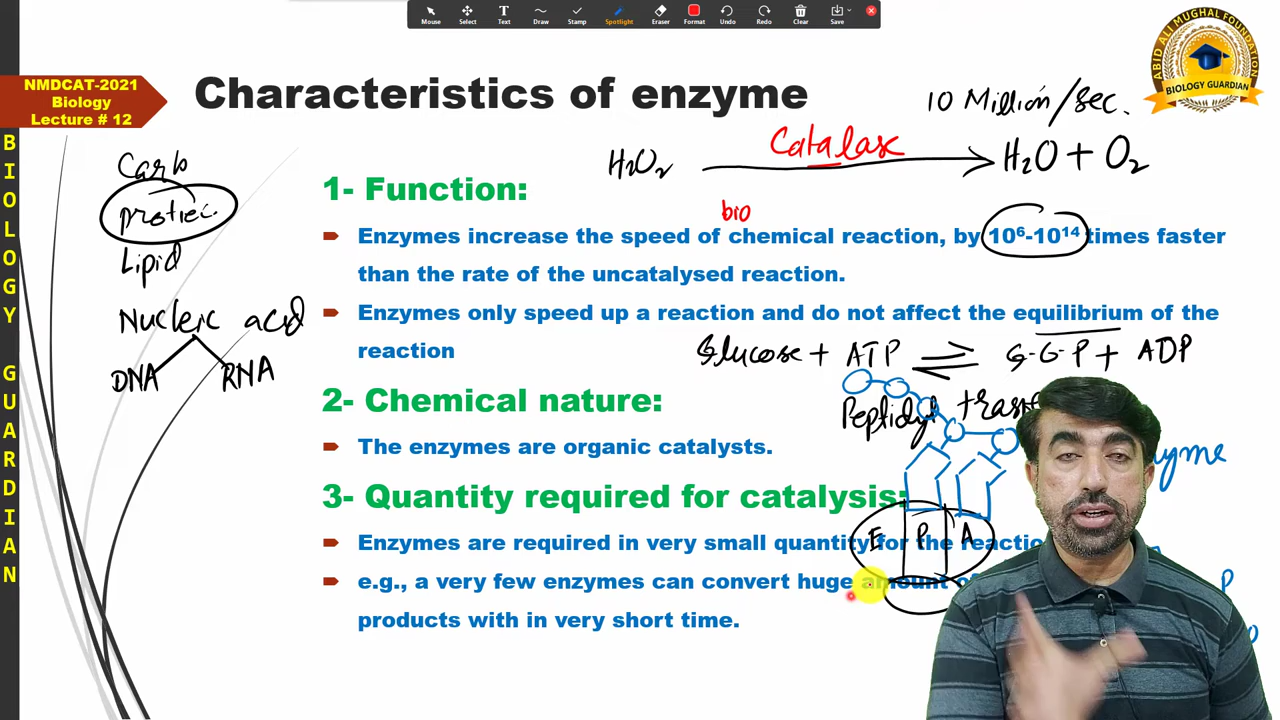 Mouse Select Text Draw Stamp Spotlight Eraser Format Undo Redo Clear Save
ABID ALI MUGHAL FOUNDATION
BIOLOGY GUARDIAN
NMDCAT-2021
Biology
Lecture # 12
BIOLOGY GUARDIAN
Characteristics of enzyme
10 Million/sec.
H2O2 Catalase H2O + O2
Carb
Lipid
Nucleic acid
DNA RNA
1- Function:
bio
Enzymes increase the speed of chemical reaction, by 10⁶-10¹⁴ times faster
than the rate of the uncatalysed reaction.
Enzymes only speed up a reaction and do not affect the equilibrium of the
reaction
Glucose + ATP ⇌ G-6-P + ADP
Peptidyl
2- Chemical nature:
The enzymes are organic catalysts.
3- Quantity required for catalysis:
E P A
Enzymes are required in very small quantity for the
e.g., a very few enzymes can convert huge amount
products with in very short time.